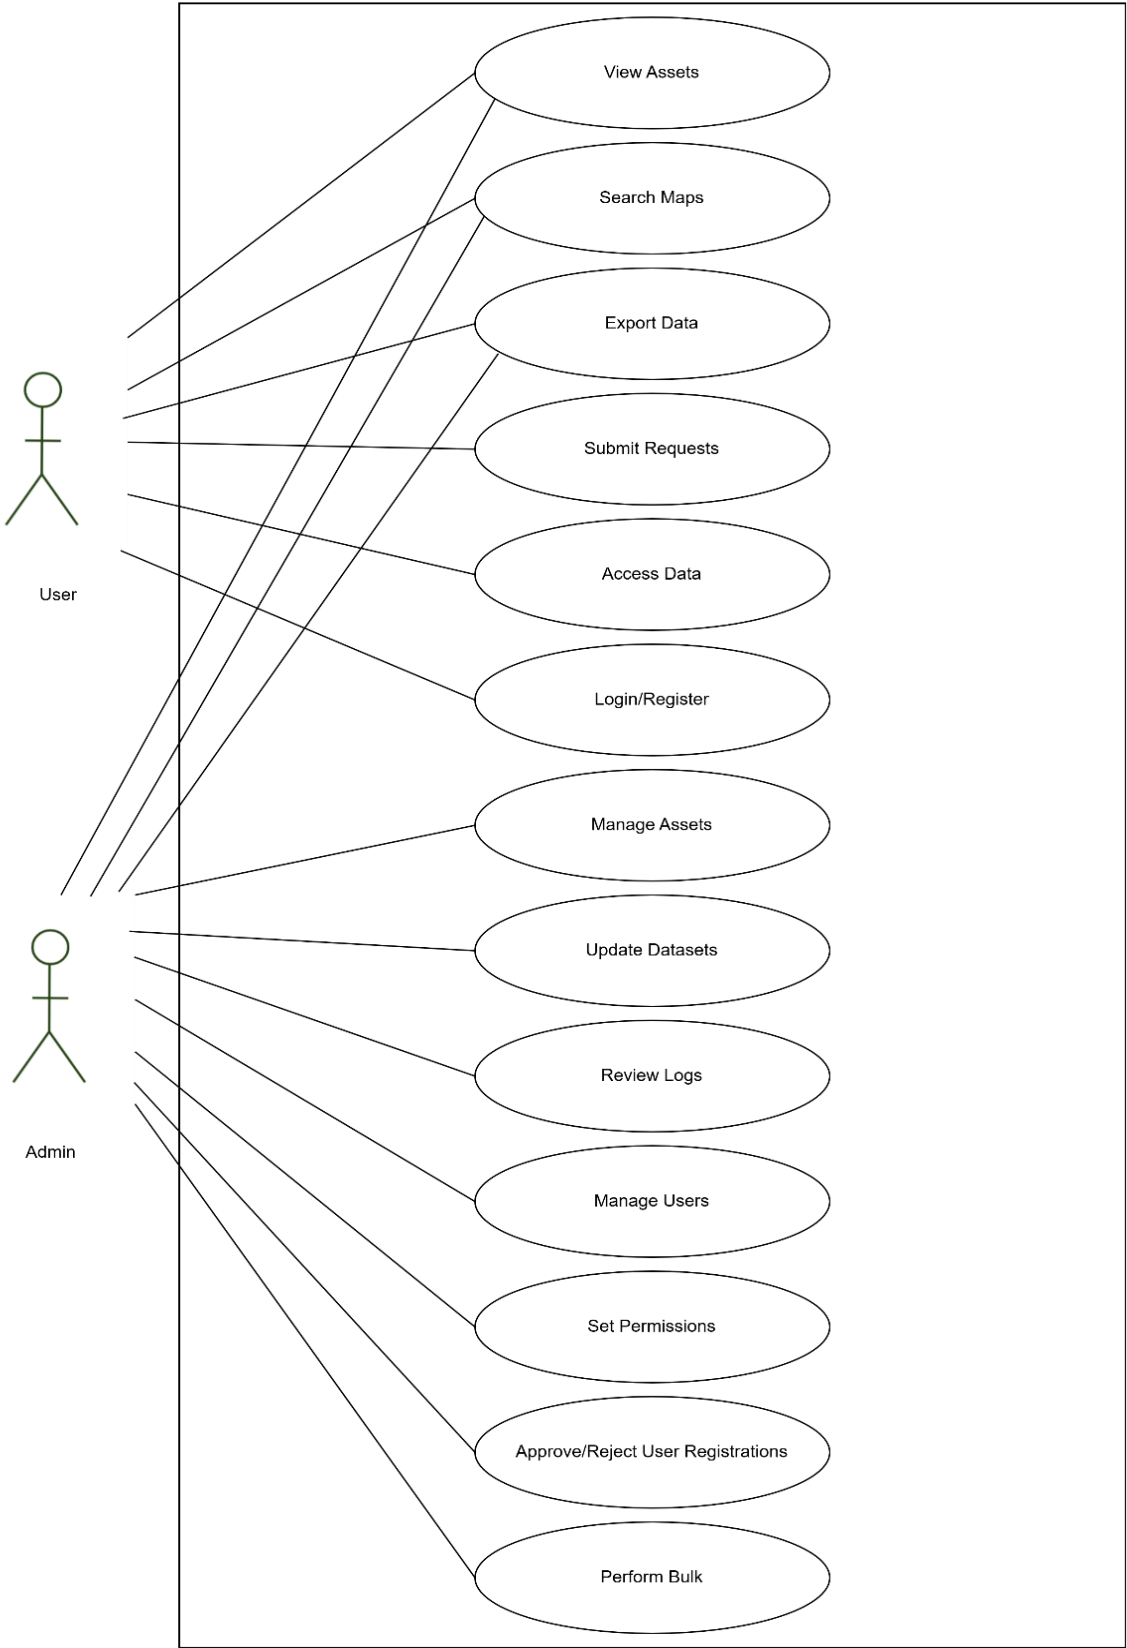 View Assets
Search Maps
Export Data
Submit Requests
Access Data
User
Login/Register
Manage Assets
Update Datasets
Review Logs
Admin
Manage Users
Set Permissions
Approve/Reject User Registrations
Perform Bulk